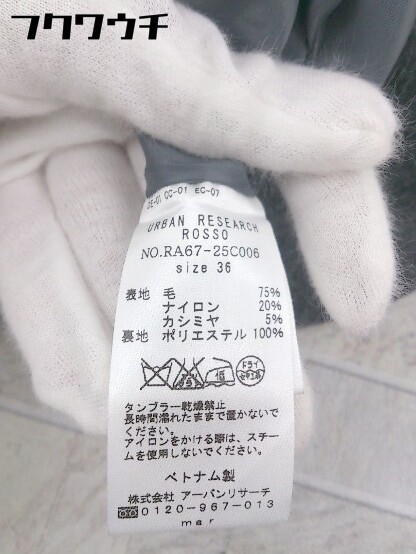 フクワウチ
DE-01 CC-01 EC-07
URBAN RESEARCH
ROSSO
NO.RA67-25C006
size 36
表地 毛 75%
ナイロン 20%
カシミヤ 5%
裏地 ポリエステル 100%
ドライ
タンブラー乾燥禁止
長時間濡れたままで置かないで
ください。
アイロンをかける際は、スチー
ムを使用しないでください。
ベトナム製
株式会社 アーバンリサーチ
0120-967-013
mar